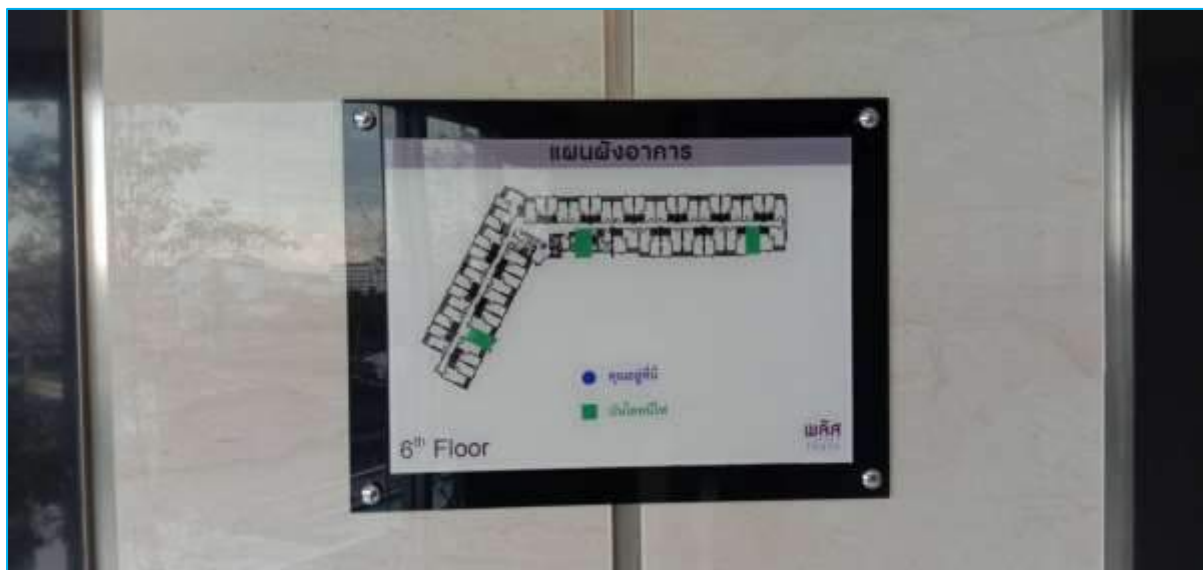 แผนผังอาคาร
คุณอยู่ที่นี่
บันไดหนีไฟ
6th Floor
พลัส